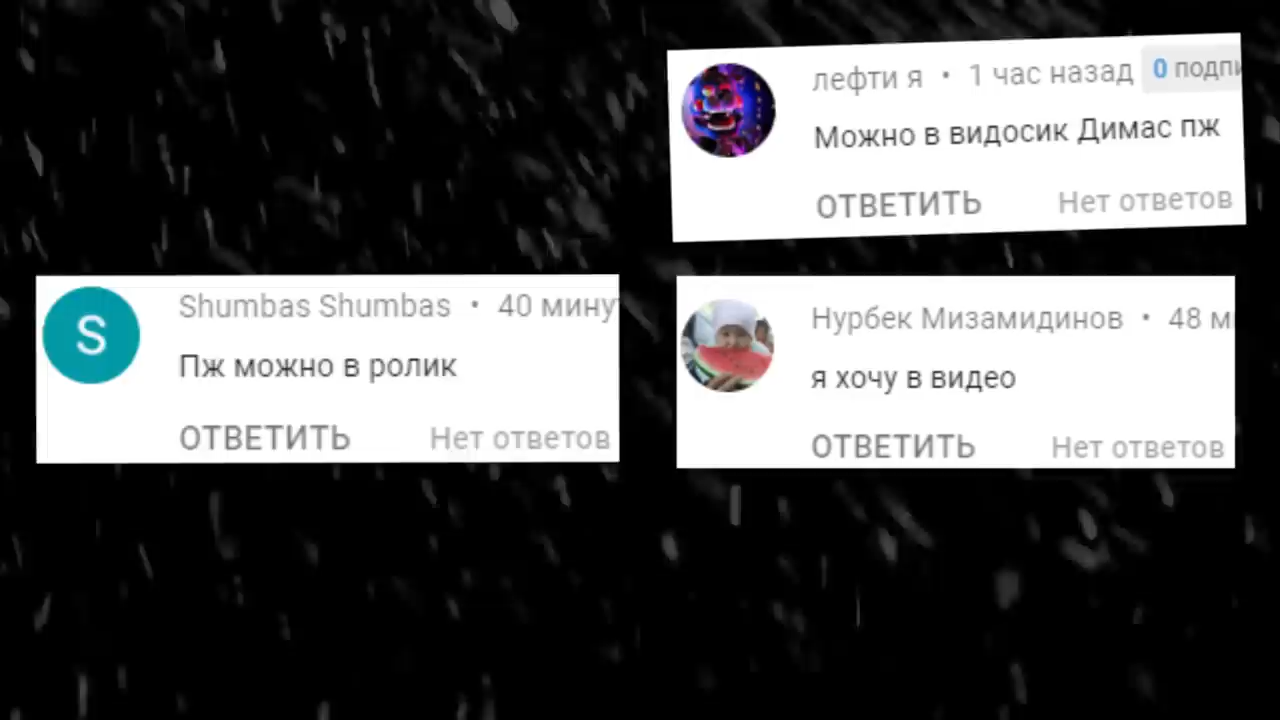 лефти я • 1 час назад 0
Можно в видосик Димас пж
ОТВЕТИТЬ Нет ответов
S
Shumbas Shumbas • 40
Пж можно в ролик
ОТВЕТИТЬ Нет ответов
Нурбек Мизамидинов • 48
я хочу в видео
ОТВЕТИТЬ Нет ответов